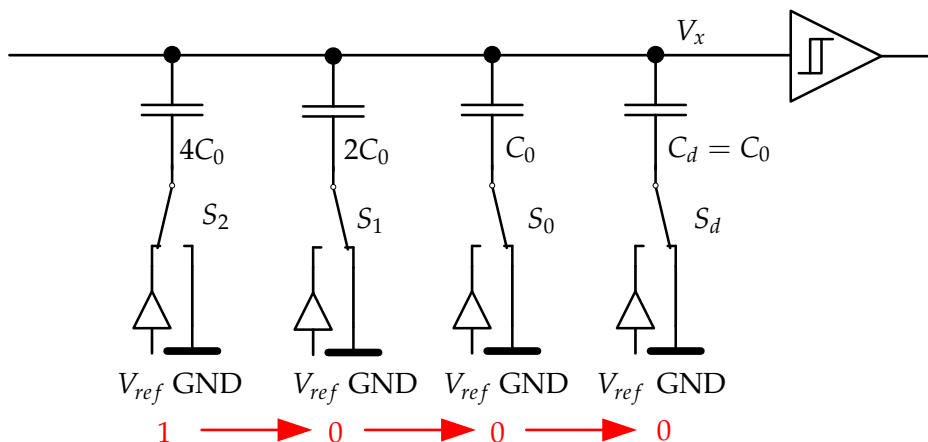 V_x
4C_0 2C_0 C_0 C_d = C_0
S_2 S_1 S_0 S_d
V_ref GND V_ref GND V_ref GND V_ref GND
1 0 0 0